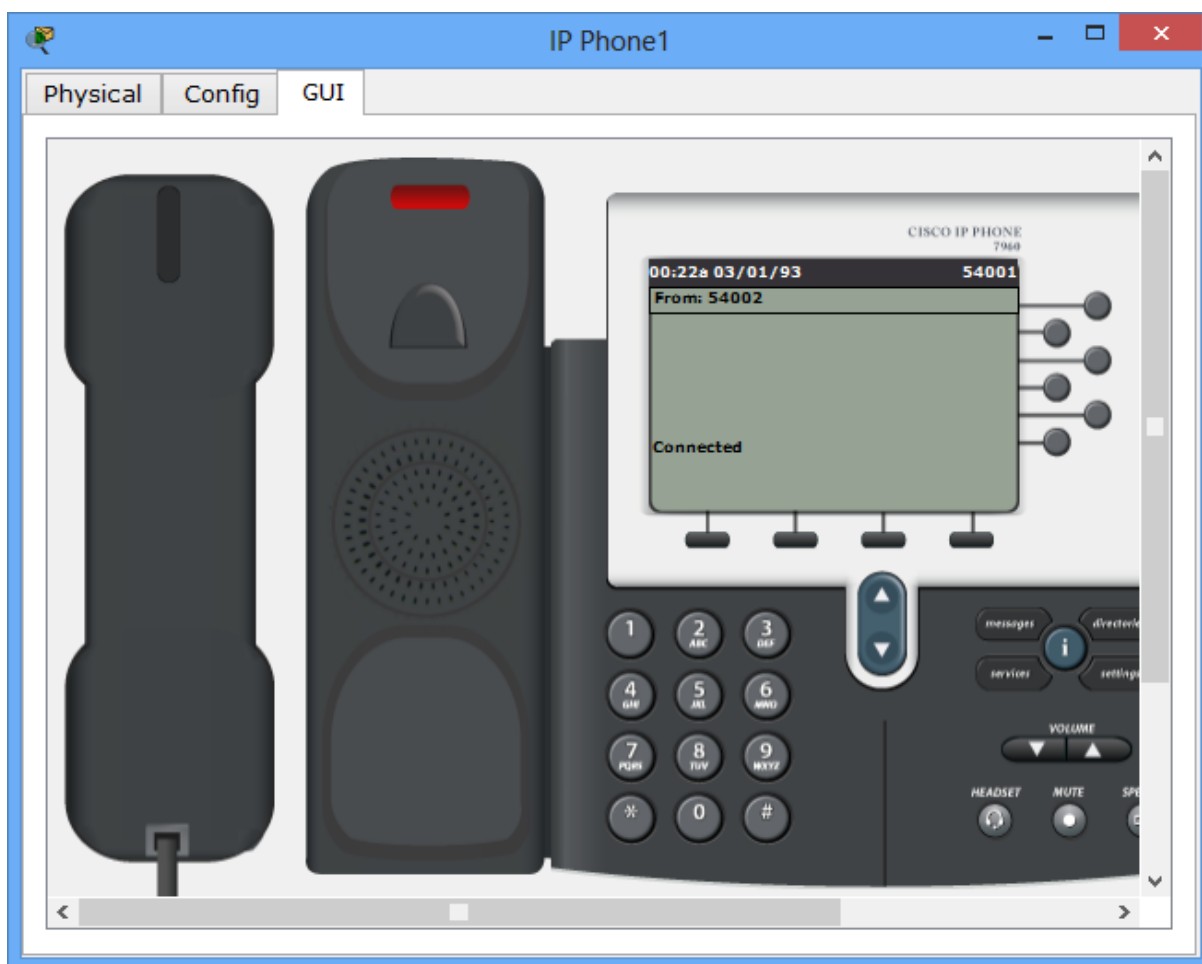 IP Phone1
Physical Config GUI
CISCO IP PHONE
7960
00:22a 03/01/93 54001
From: 54002
Connected
1 2 3
ABC DEF
4 5 6
GHI JKL MNO
7 8 9
PQRS TUV WXYZ
* 0 #
messages directorie
i
services settings
VOLUME
HEADSET MUTE SPE